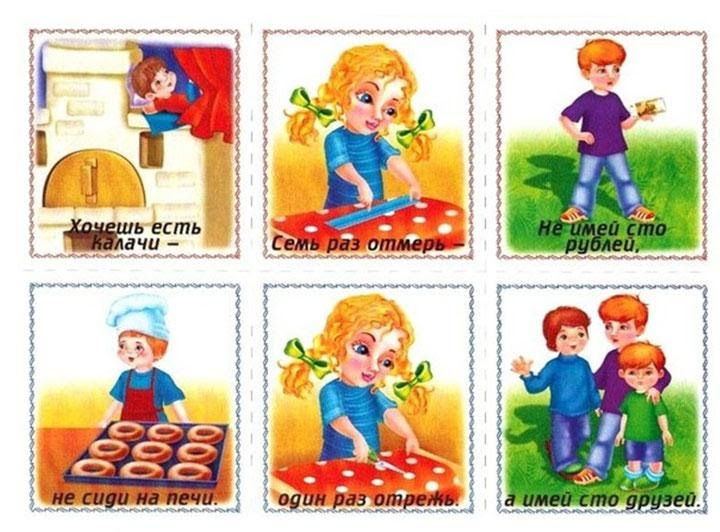 Хочешь есть
калачи –
Семь раз отмерь –
Не имей сто
рублей,
не сиди на печи.
один раз отрежь.
а имей сто друзей.